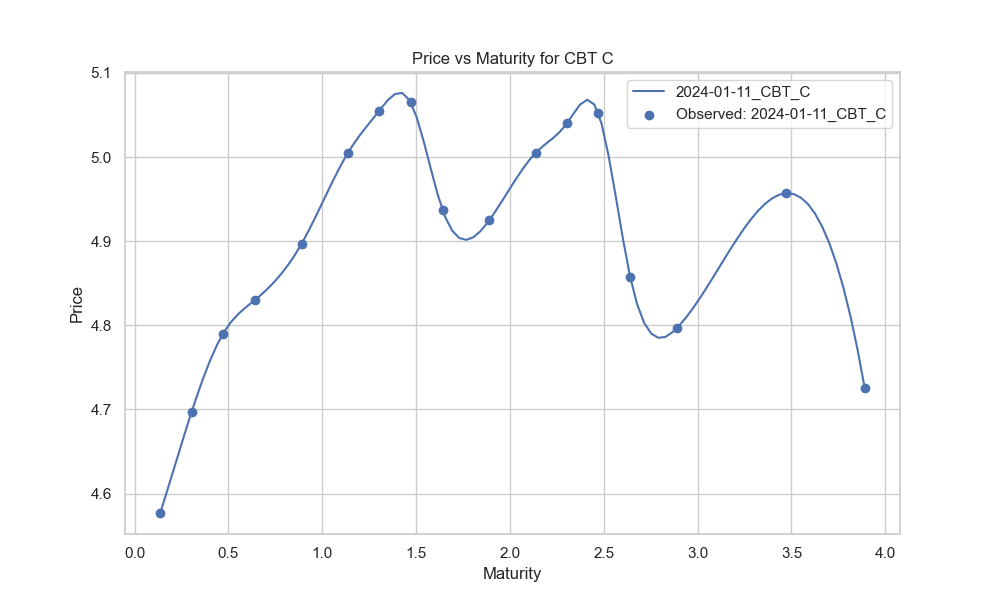 Price vs Maturity for CBT C
2024-01-11_CBT_C
Observed: 2024-01-11_CBT_C
Price
5.1
5.0
4.9
4.8
4.7
4.6
0.0 0.5 1.0 1.5 2.0 2.5 3.0 3.5 4.0
Maturity